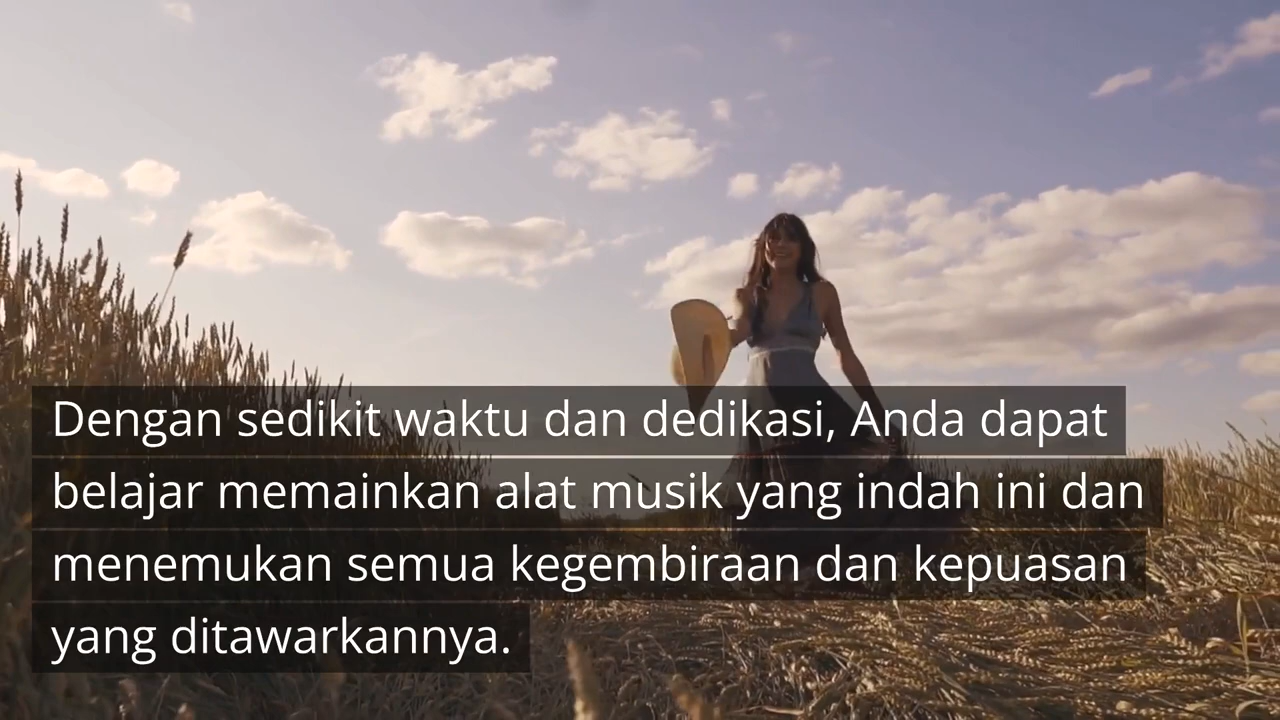 Dengan sedikit waktu dan dedikasi, Anda dapat
belajar memainkan alat musik yang indah ini dan
menemukan semua kegembiraan dan kepuasan
yang ditawarkannya.